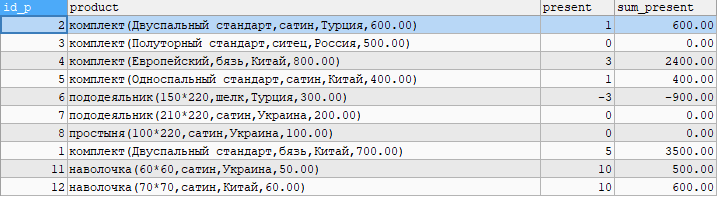 id_p product present sum_present
2 комплект(Двуспальный стандарт,сатин,Турция,600.00) 1 600.00
3 комплект(Полуторный стандарт,ситец,Россия,500.00) 0 0.00
4 комплект(Европейский,бязь,Китай,800.00) 3 2400.00
5 комплект(Односпальный стандарт,сатин,Китай,400.00) 1 400.00
6 пододеяльник(150*220,шелк,Турция,300.00) -3 -900.00
7 пододеяльник(210*220,сатин,Украина,200.00) 0 0.00
8 простыня(100*220,сатин,Украина,100.00) 0 0.00
1 комплект(Двуспальный стандарт,бязь,Китай,700.00) 5 3500.00
11 наволочка(60*60,сатин,Украина,50.00) 10 500.00
12 наволочка(70*70,сатин,Китай,60.00) 10 600.00